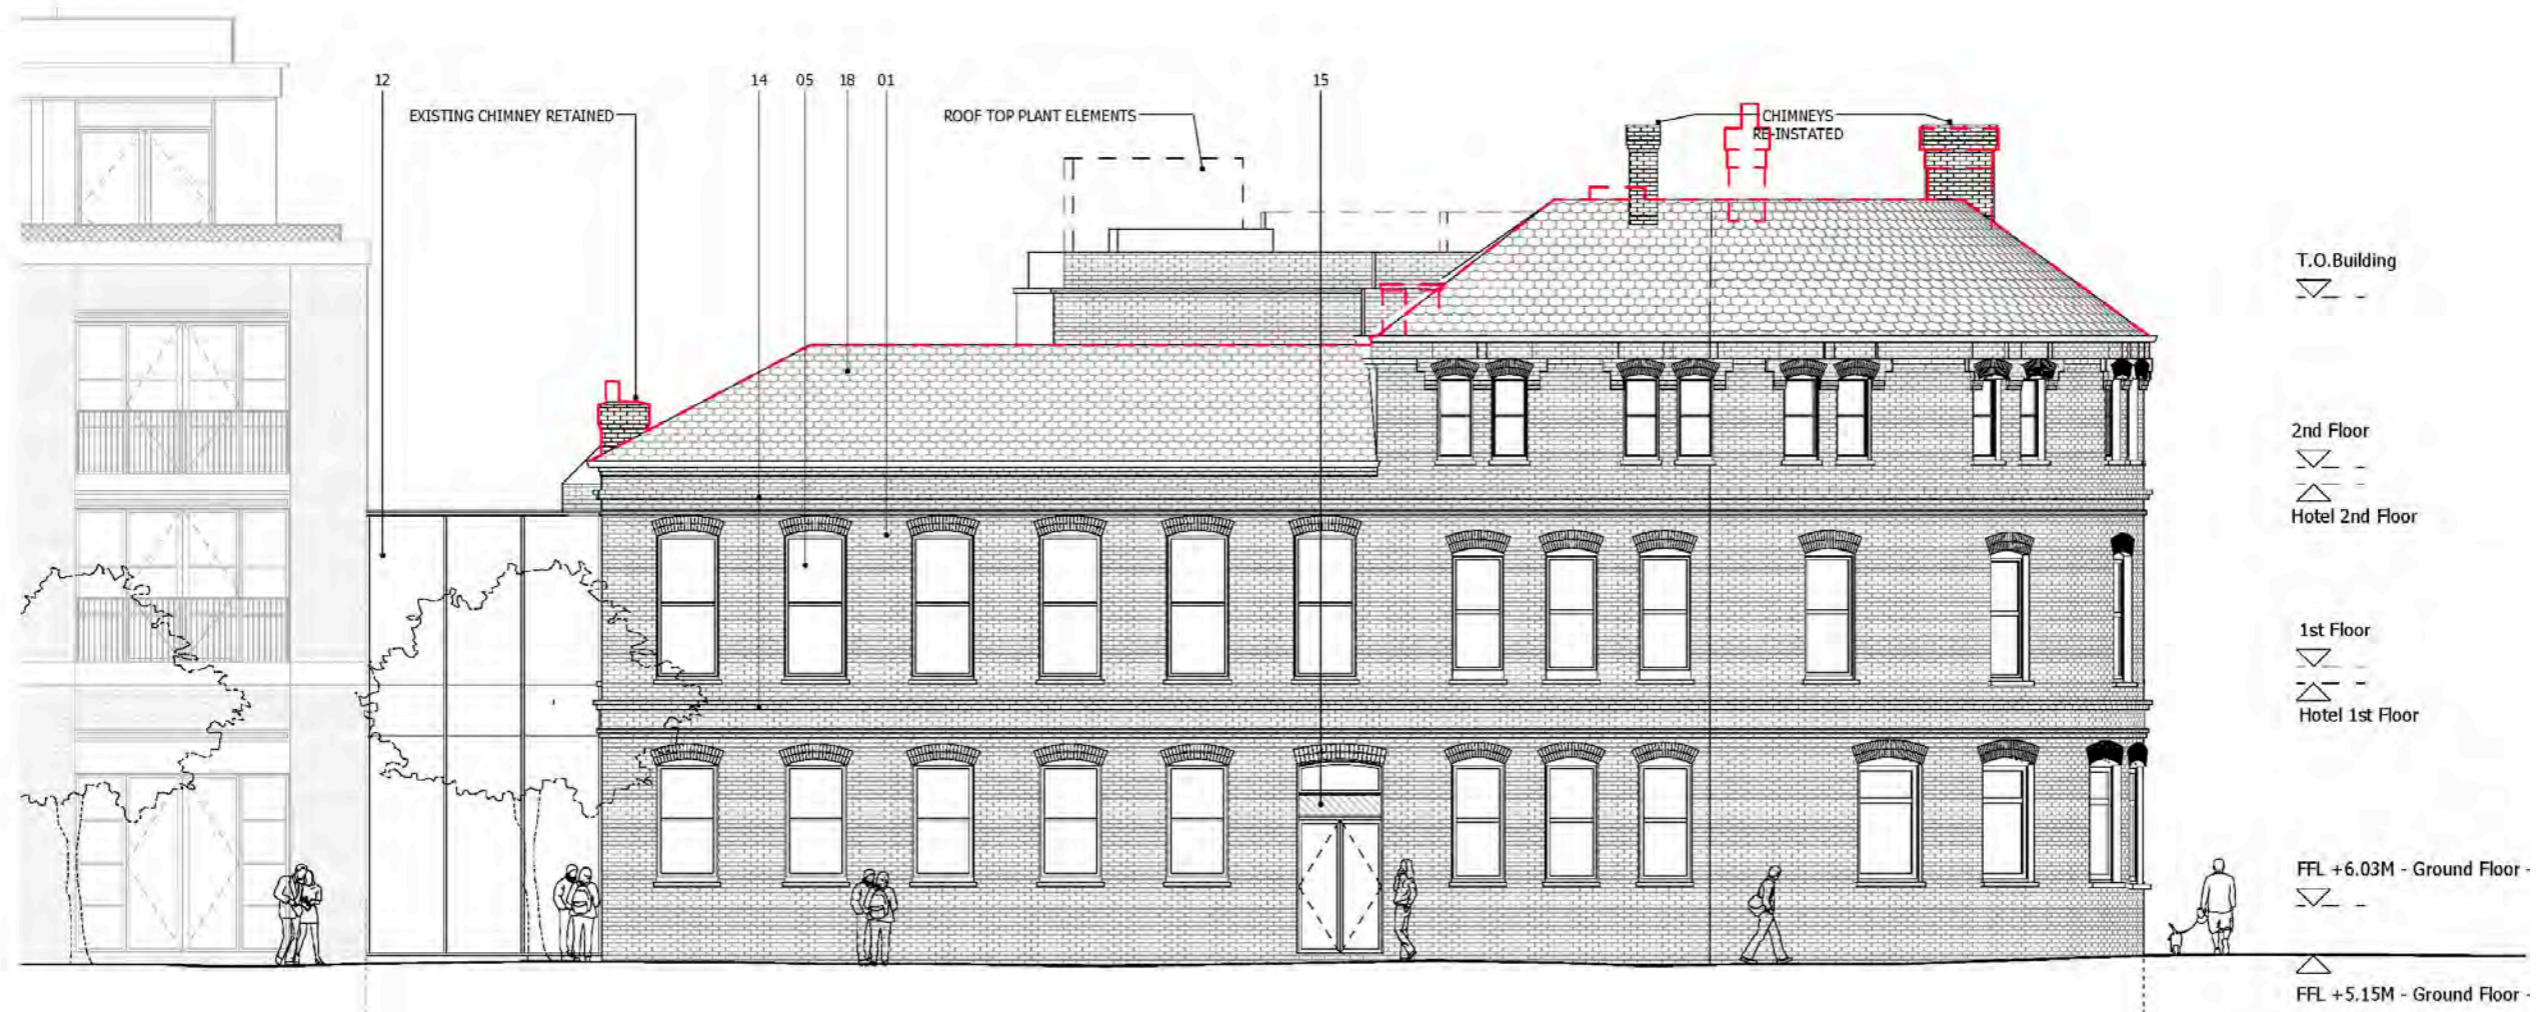 12
14
05
18
01
15
EXISTING CHIMNEY RETAINED
ROOF TOP PLANT ELEMENTS
CHIMNEYS
RE-INSTATED
T.O.Building
2nd Floor
Hotel 2nd Floor
1st Floor
Hotel 1st Floor
FFL +6.03M - Ground Floor -
FFL +5.15M - Ground Floor -